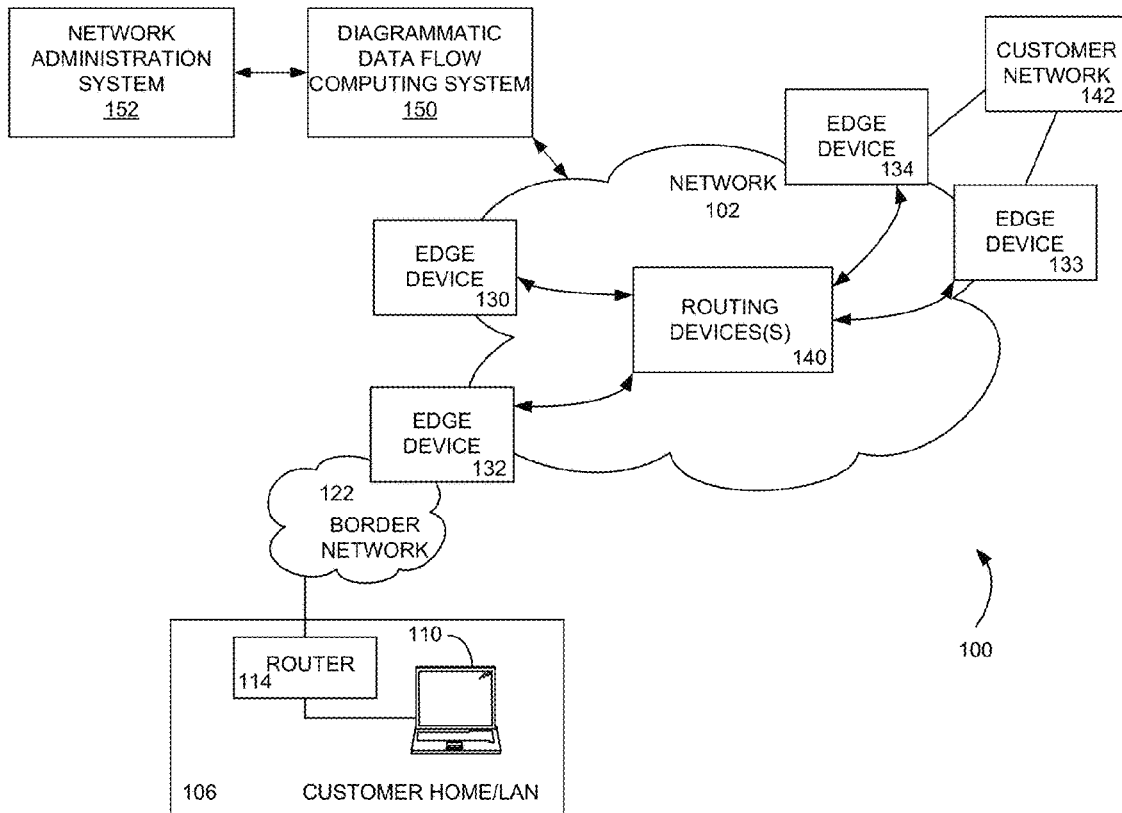 NETWORK
ADMINISTRATION
SYSTEM
152
DIAGRAMMATIC
DATA FLOW
COMPUTING SYSTEM
150
CUSTOMER
NETWORK
142
EDGE
DEVICE
134
NETWORK
102
EDGE
DEVICE
133
EDGE
DEVICE
130
ROUTING
DEVICES(S)
140
EDGE
DEVICE
132
122
BORDER
NETWORK
100
110
ROUTER
114
106
CUSTOMER HOME/LAN